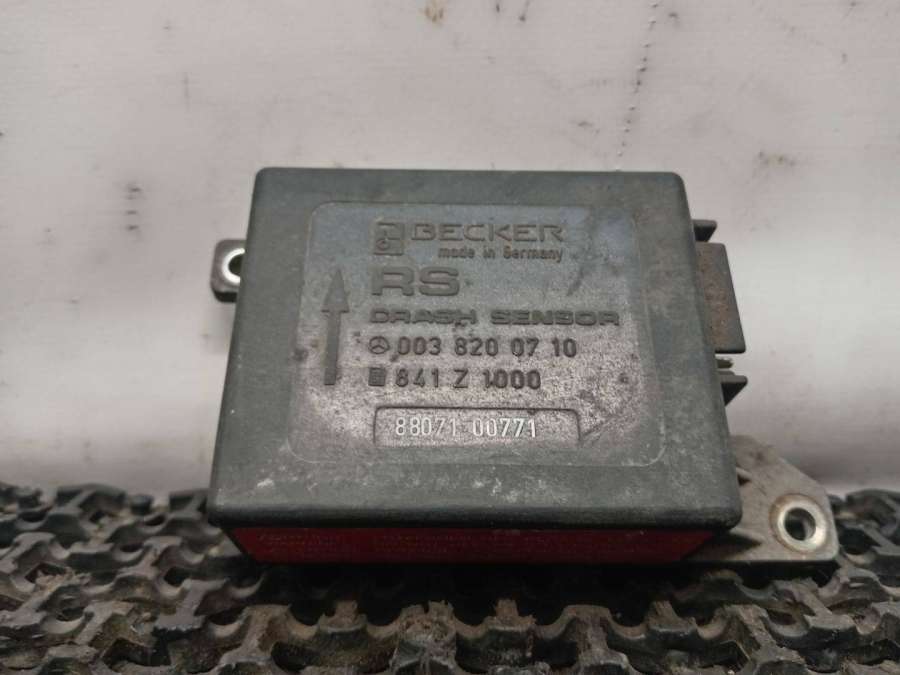 BECKER
made in Germany
RS
CRASH SENSOR
003 820 07 10
841 Z 1000
88071 00771